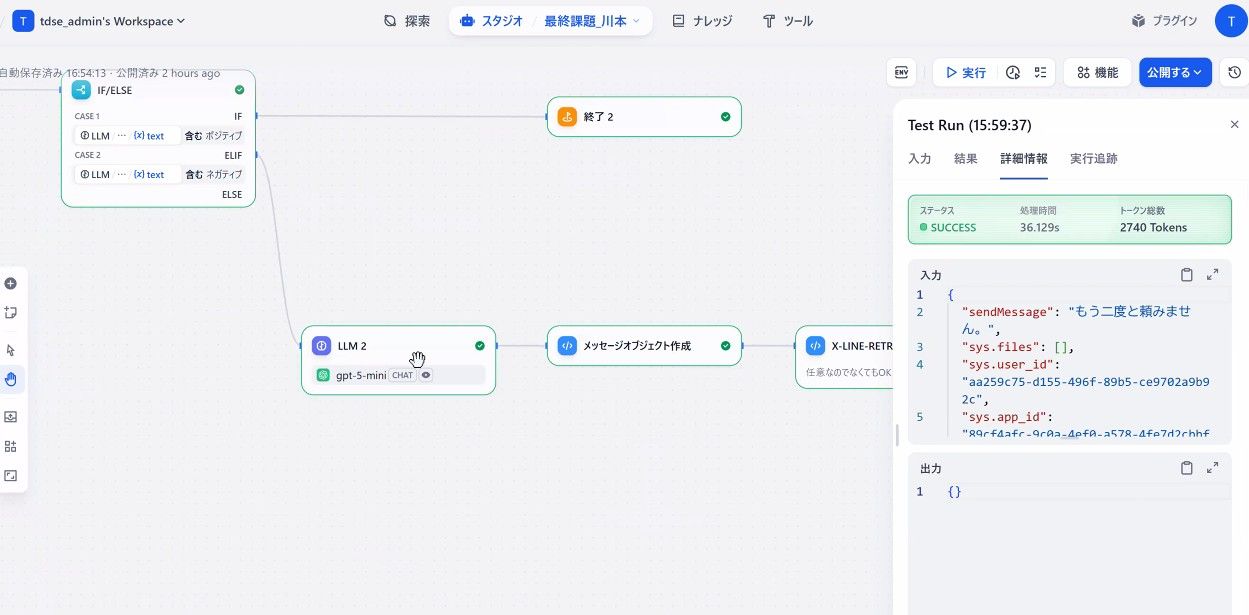 T tdse_admin's Workspace
探索
スタジオ / 最終課題_川本
ナレッジ
ツール
プラグイン
T
自動保存済み 16:54:13 · 公開済み 2 hours ago
ENV
実行
機能
公開する
IF/ELSE
CASE 1 IF
LLM ··· {x} text 含む ポジティブ
CASE 2 ELIF
LLM ··· {x} text 含む ネガティブ
ELSE
終了 2
LLM 2
gpt-5-mini CHAT
メッセージオブジェクト作成
X-LINE-RETR
任意なのでなくてもOK
Test Run (15:59:37)
入力 結果 詳細情報 実行追跡
ステータス 処理時間 トークン総数
SUCCESS 36.129s 2740 Tokens
入力
1 {
2 "sendMessage": "もう二度と頼みませ
ん。",
3 "sys.files": [],
4 "sys.user_id":
"aa259c75-d155-496f-89b5-ce9702a9b9
2c",
5 "sys.app_id":
"89cf4afc-9c0a-4ef0-a578-4fe7d2cbbf
出力
1 {}